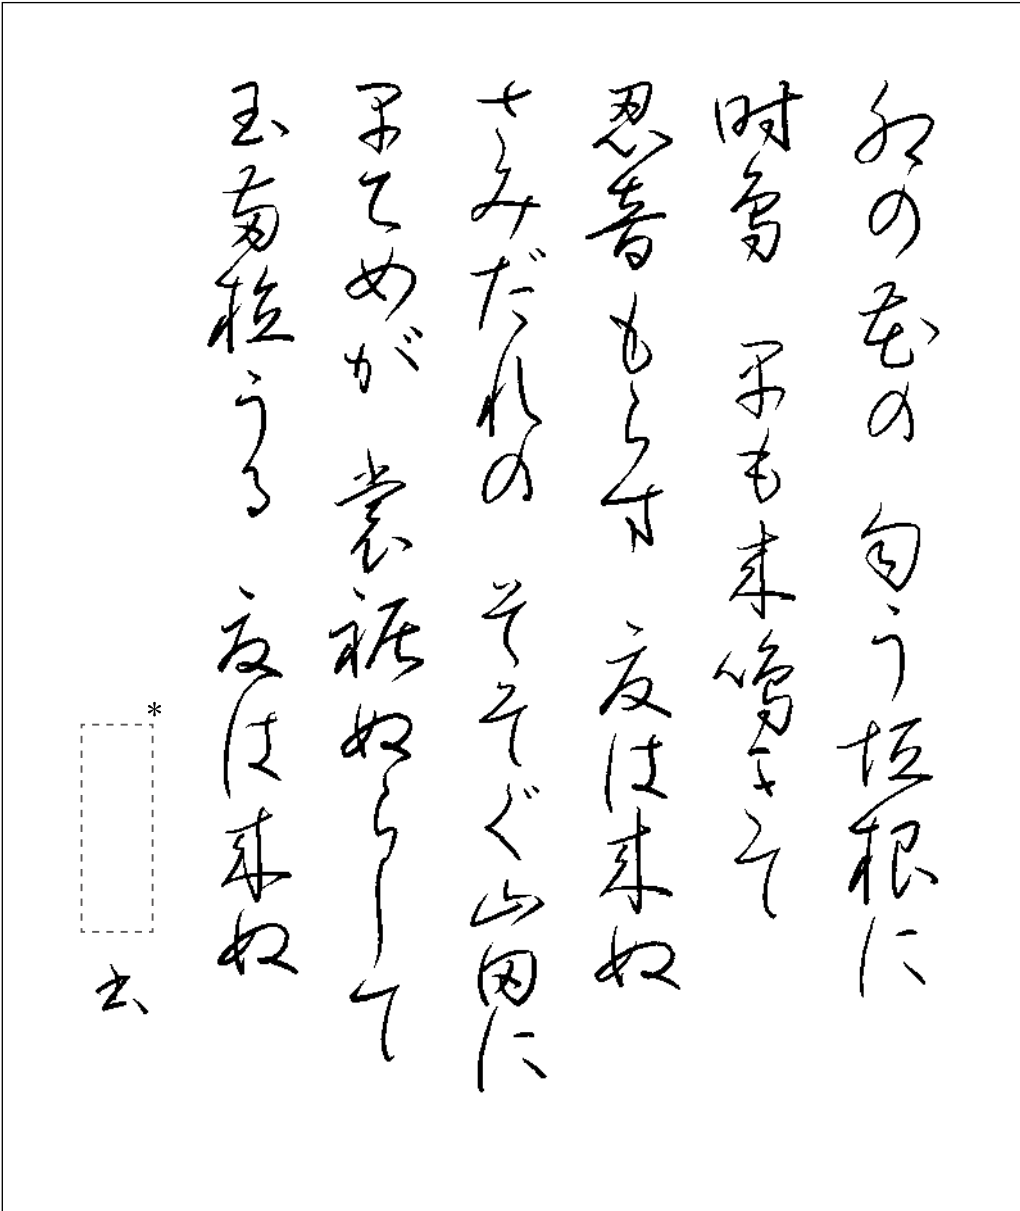 卯の花の 匂う垣根に
時鳥 早も来鳴きて
忍音もらす 夏は来ぬ
さみだれの そそぐ山田に
早乙女が 裳裾ぬらして
玉苗植うる 夏は来ぬ
*
書